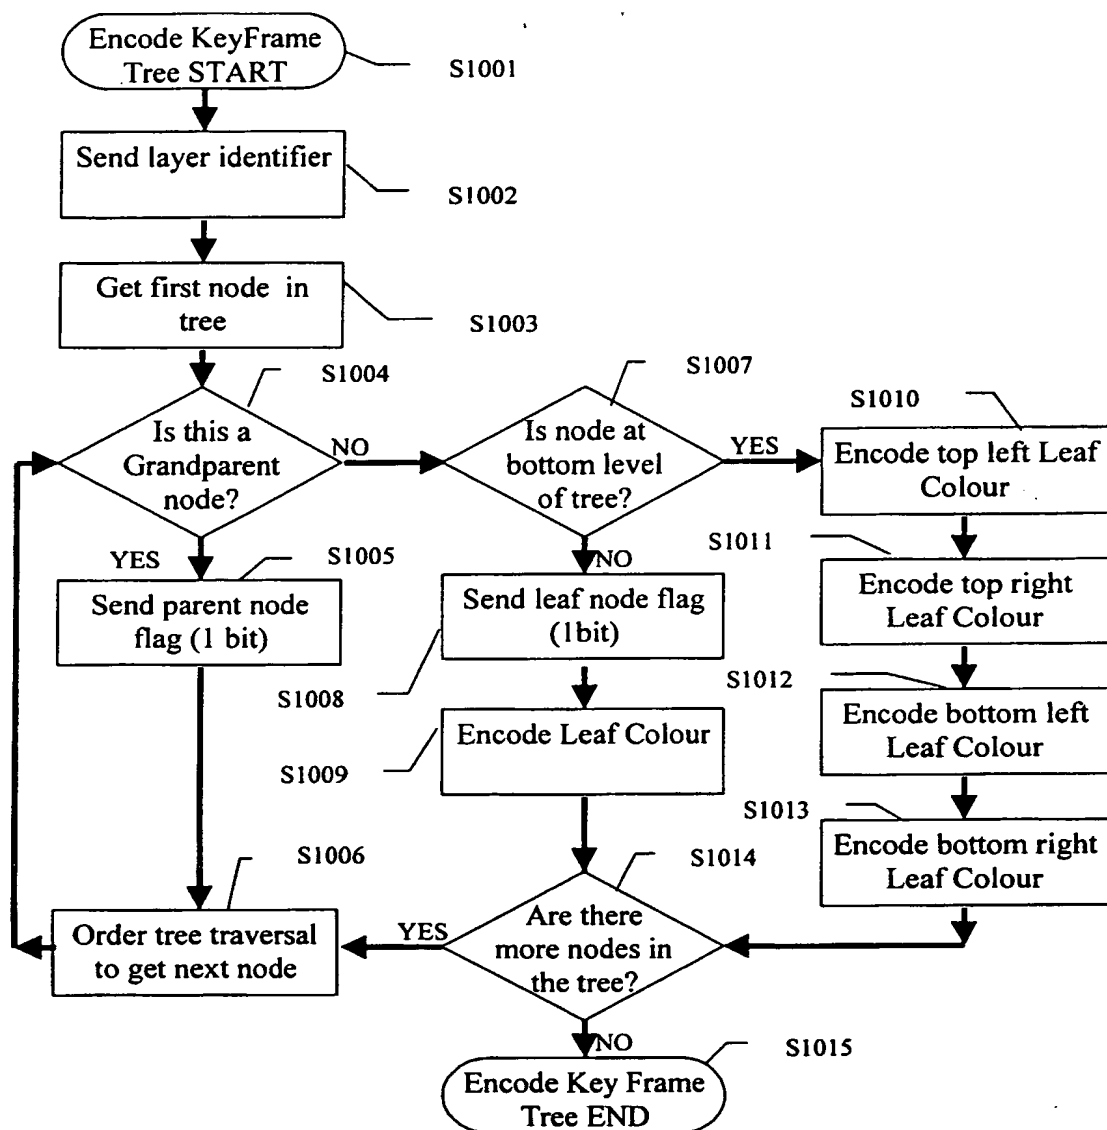 Encode KeyFrame
Tree START
S1001
Send layer identifier
S1002
Get first node in
tree
S1003
S1004
Is this a
Grandparent
node?
NO
YES
S1005
Send parent node
flag (1 bit)
S1006
Order tree traversal
to get next node
S1007
Is node at
bottom level
of tree?
YES
NO
Send leaf node flag
(1bit)
S1008
Encode Leaf Colour
S1009
S1010
Encode top left Leaf
Colour
S1011
Encode top right
Leaf Colour
S1012
Encode bottom left
Leaf Colour
S1013
Encode bottom right
Leaf Colour
S1014
Are there
more nodes in
the tree?
YES
NO
S1015
Encode Key Frame
Tree END